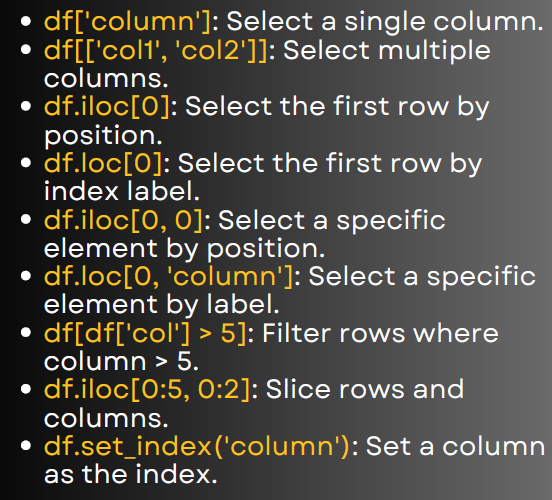 • df['column']: Select a single column.
• df[['col1', 'col2']]: Select multiple
columns.
• df.iloc[0]: Select the first row by
position.
• df.loc[0]: Select the first row by
index label.
• df.iloc[0, 0]: Select a specific
element by position.
• df.loc[0, 'column']: Select a specific
element by label.
• df[df['col'] > 5]: Filter rows where
column > 5.
• df.iloc[0:5, 0:2]: Slice rows and
columns.
• df.set_index('column'): Set a column
as the index.